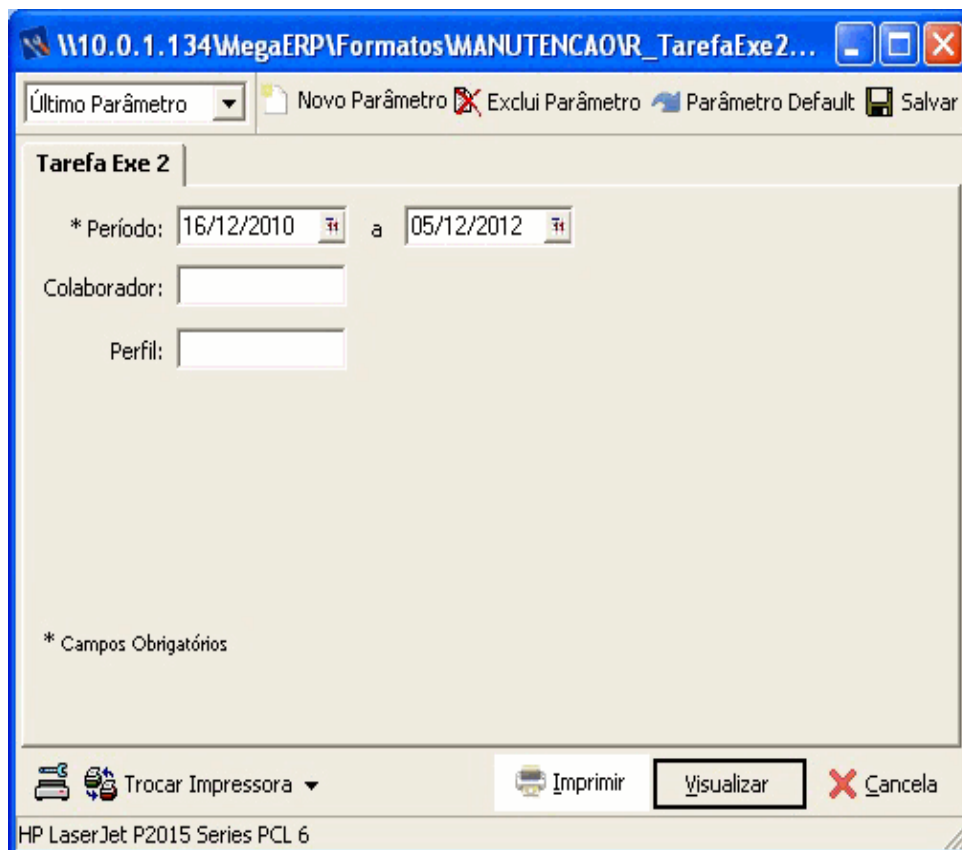 \\10.0.1.134\MegaERP\Formatos\MANUTENCAO\R_TarefaExe2...
Último Parâmetro Novo Parâmetro Exclui Parâmetro Parâmetro Default Salvar
Tarefa Exe 2
* Período: 16/12/2010 a 05/12/2012
Colaborador:
Perfil:
* Campos Obrigatórios
Trocar Impressora Imprimir Visualizar Cancela
HP LaserJet P2015 Series PCL 6